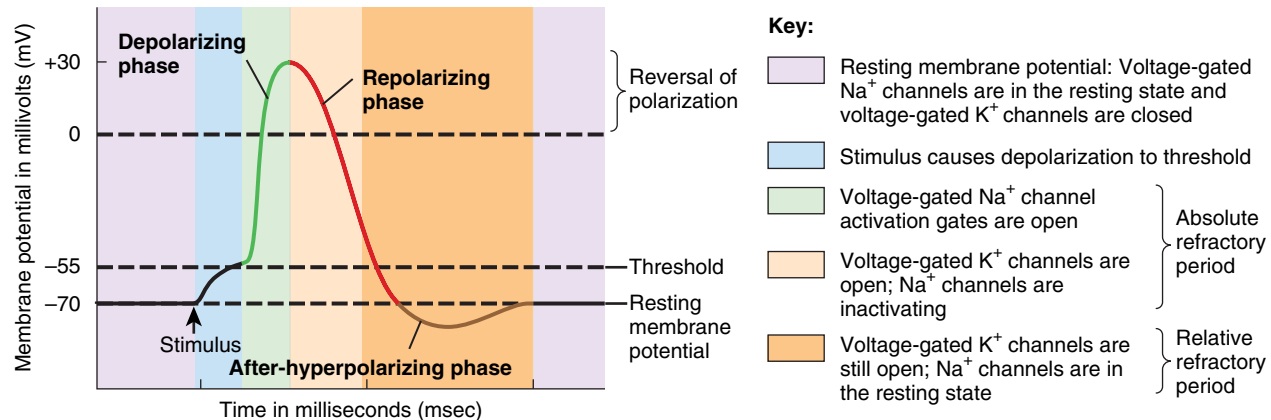 Membrane potential in millivolts (mV)
+30
0
–55
–70
Depolarizing
phase
Repolarizing
phase
Reversal of
polarization
Threshold
Resting
membrane
potential
Stimulus
After-hyperpolarizing phase
Time in milliseconds (msec)
Key:
Resting membrane potential: Voltage-gated
Na⁺ channels are in the resting state and
voltage-gated K⁺ channels are closed
Stimulus causes depolarization to threshold
Voltage-gated Na⁺ channel
activation gates are open
Voltage-gated K⁺ channels are
open; Na⁺ channels are
inactivating
Absolute
refractory
period
Voltage-gated K⁺ channels are
still open; Na⁺ channels are in
the resting state
Relative
refractory
period